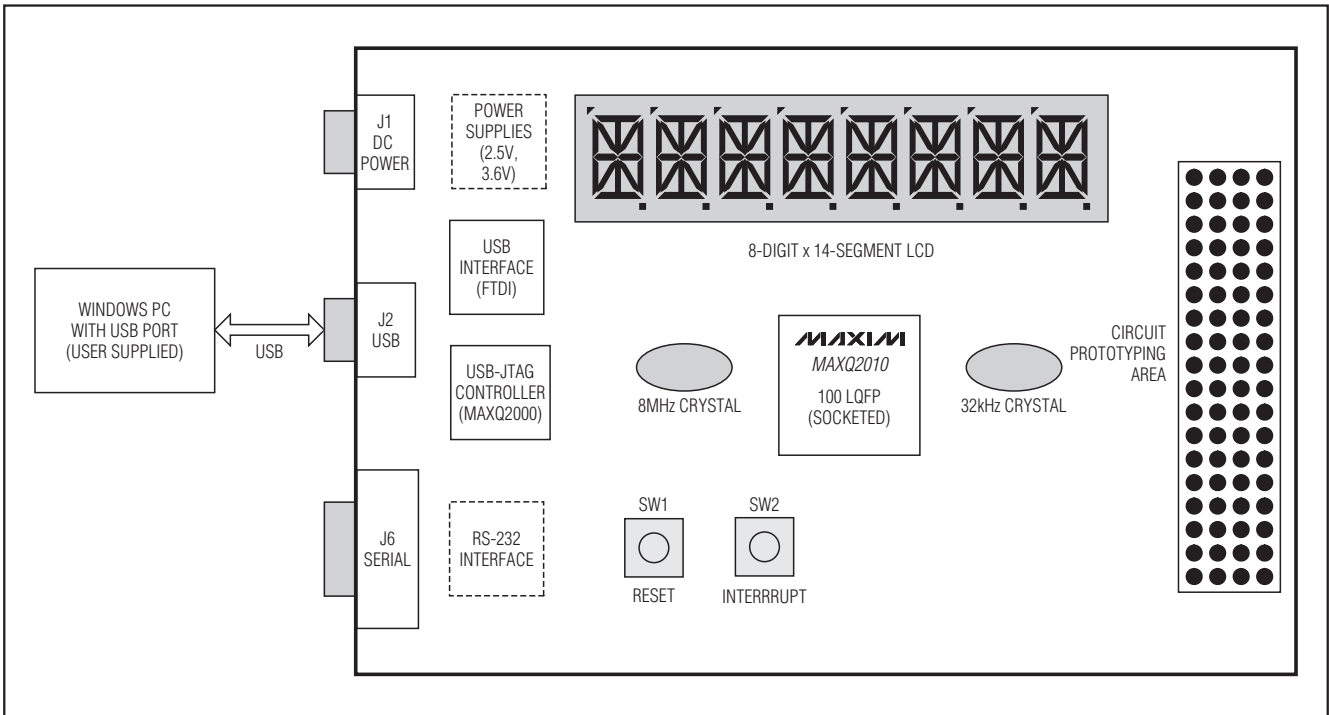 J1
DC
POWER
POWER
SUPPLIES
(2.5V,
3.6V)
8-DIGIT x 14-SEGMENT LCD
USB
INTERFACE
(FTDI)
WINDOWS PC
WITH USB PORT
(USER SUPPLIED)
USB
J2
USB
USB-JTAG
CONTROLLER
(MAXQ2000)
8MHz CRYSTAL
MAXIM
MAXQ2010
100 LQFP
(SOCKETED)
32kHz CRYSTAL
CIRCUIT
PROTOTYPING
AREA
J6
SERIAL
RS-232
INTERFACE
SW1
RESET
SW2
INTERRRUPT